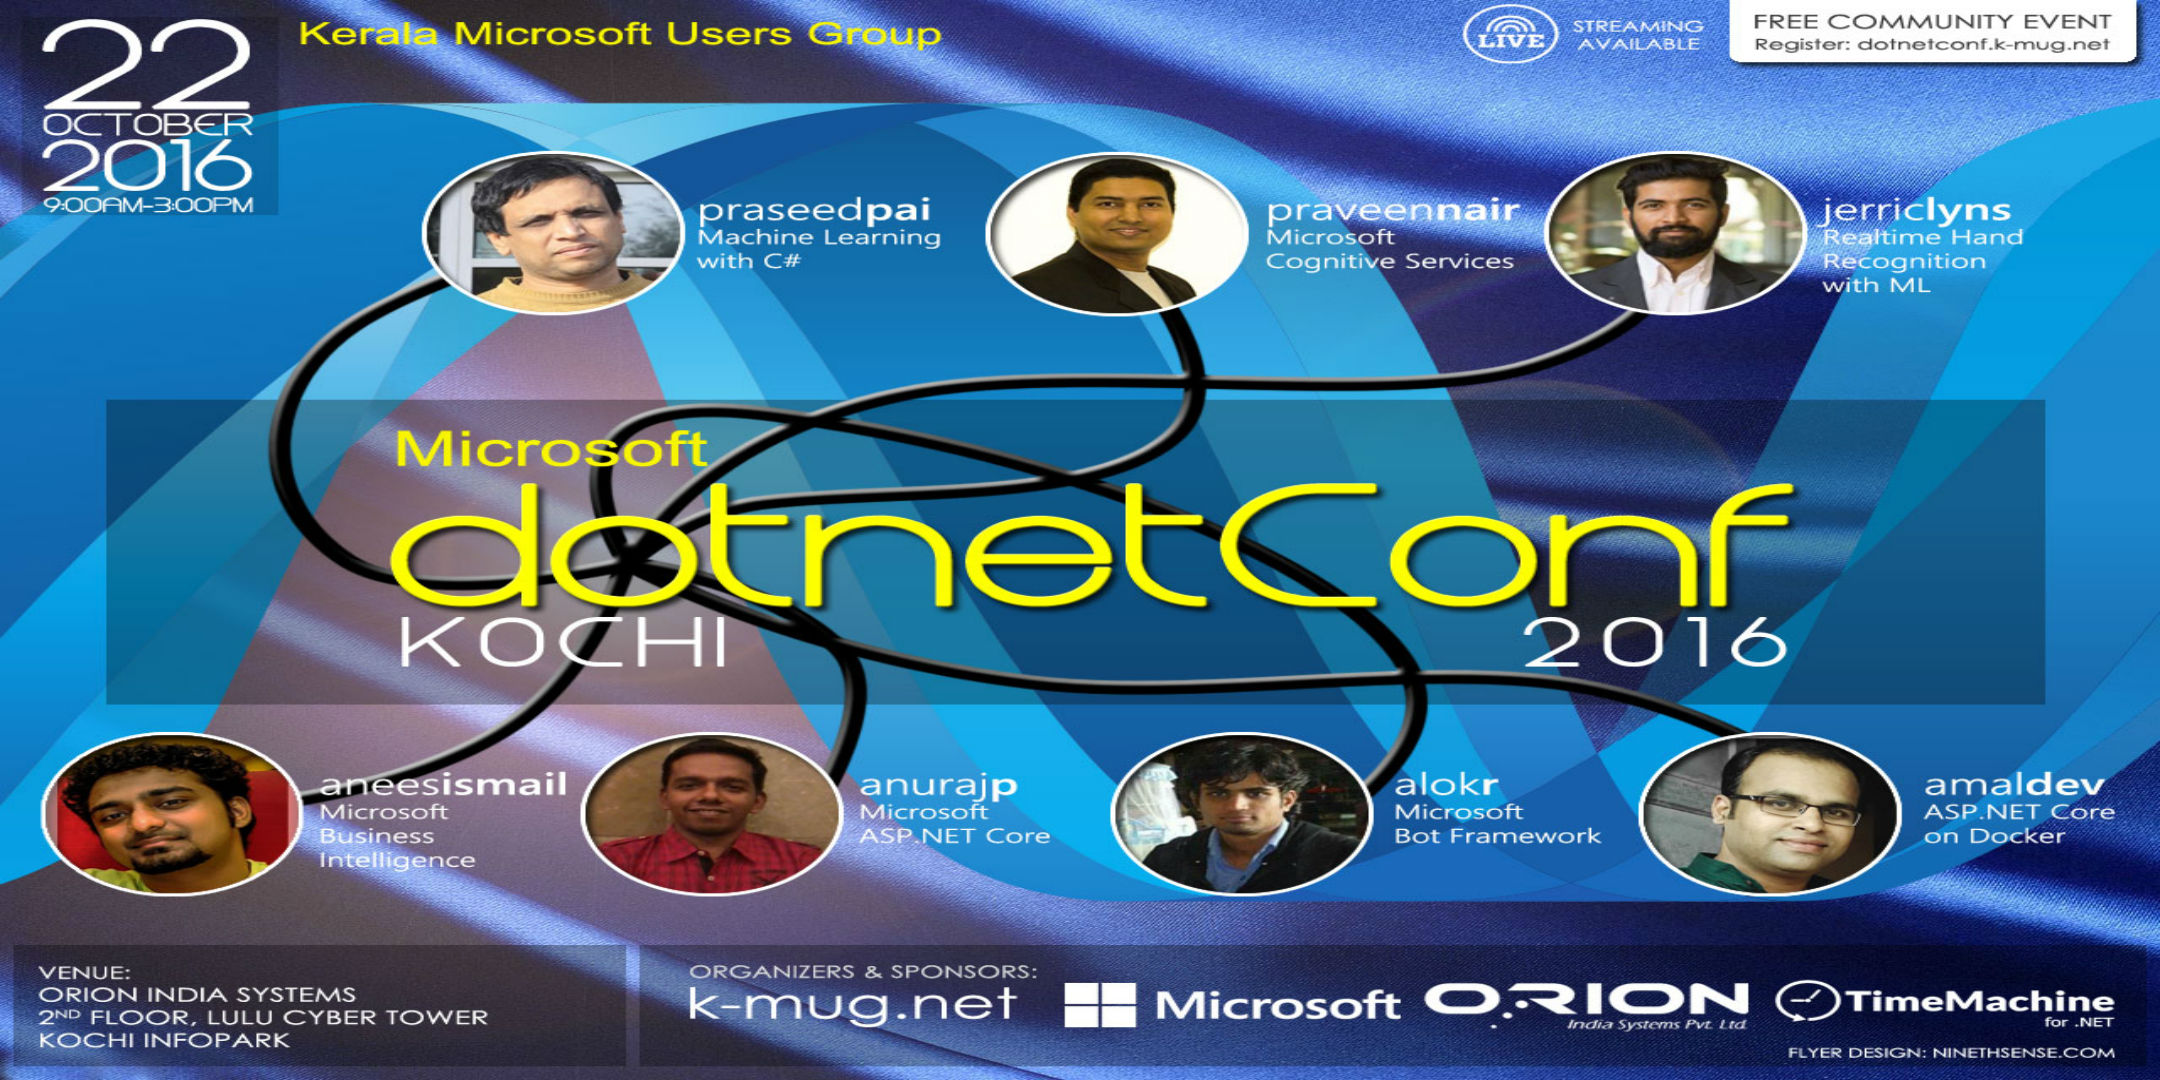 22
OCTOBER
2016
9:00AM-3:00PM
Kerala Microsoft Users Group
LIVE
STREAMING
AVAILABLE
FREE COMMUNITY EVENT
Register: dotnetconf.k-mug.net
praseedpai
Machine Learning
with C#
praveennair
Microsoft
Cognitive Services
jerriclyns
Realtime Hand
Recognition
with ML
Microsoft
dotnetConf
KOCHI
2016
aneesismail
Microsoft
Business
Intelligence
anurajp
Microsoft
ASP.NET Core
alokr
Microsoft
Bot Framework
amaldev
ASP.NET Core
on Docker
VENUE:
ORION INDIA SYSTEMS
2ND FLOOR, LULU CYBER TOWER
KOCHI INFOPARK
ORGANIZERS & SPONSORS:
k-mug.net
Microsoft
ORION
India Systems Pvt. Ltd.
TimeMachine
for .NET
FLYER DESIGN: NINETHSENSE.COM